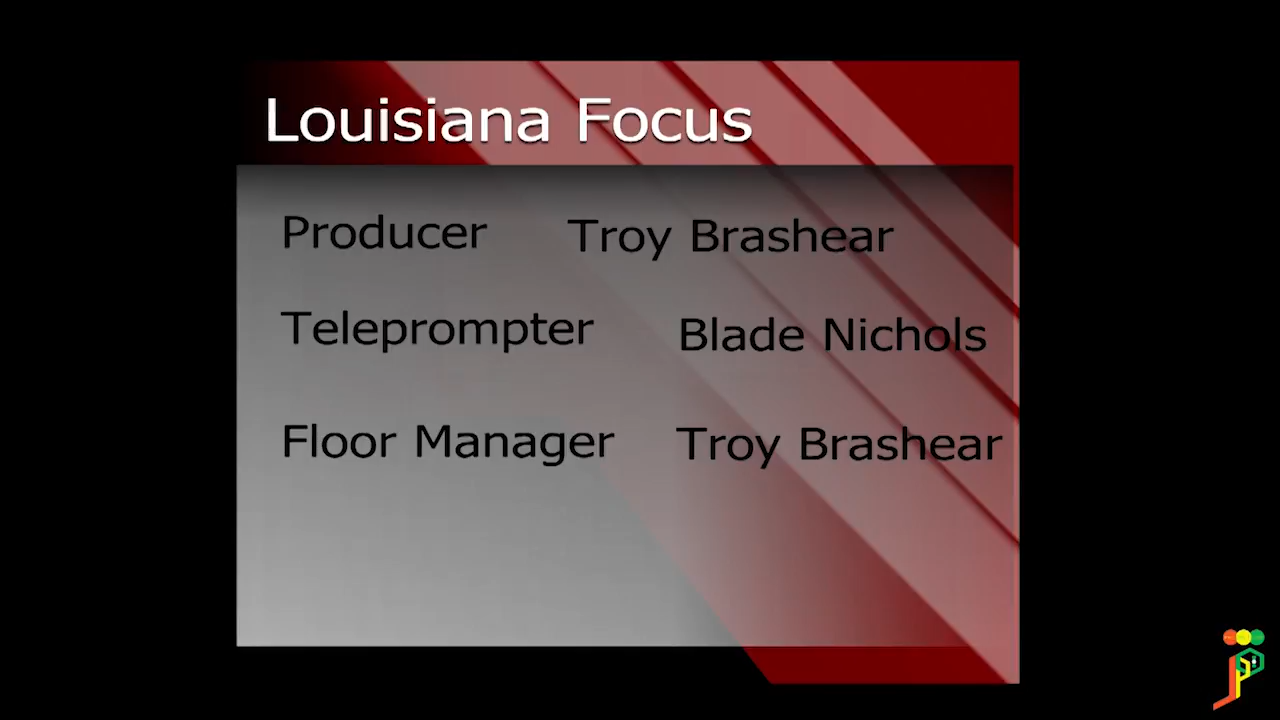 Louisiana Focus
Producer Troy Brashear
Teleprompter Blade Nichols
Floor Manager Troy Brashear